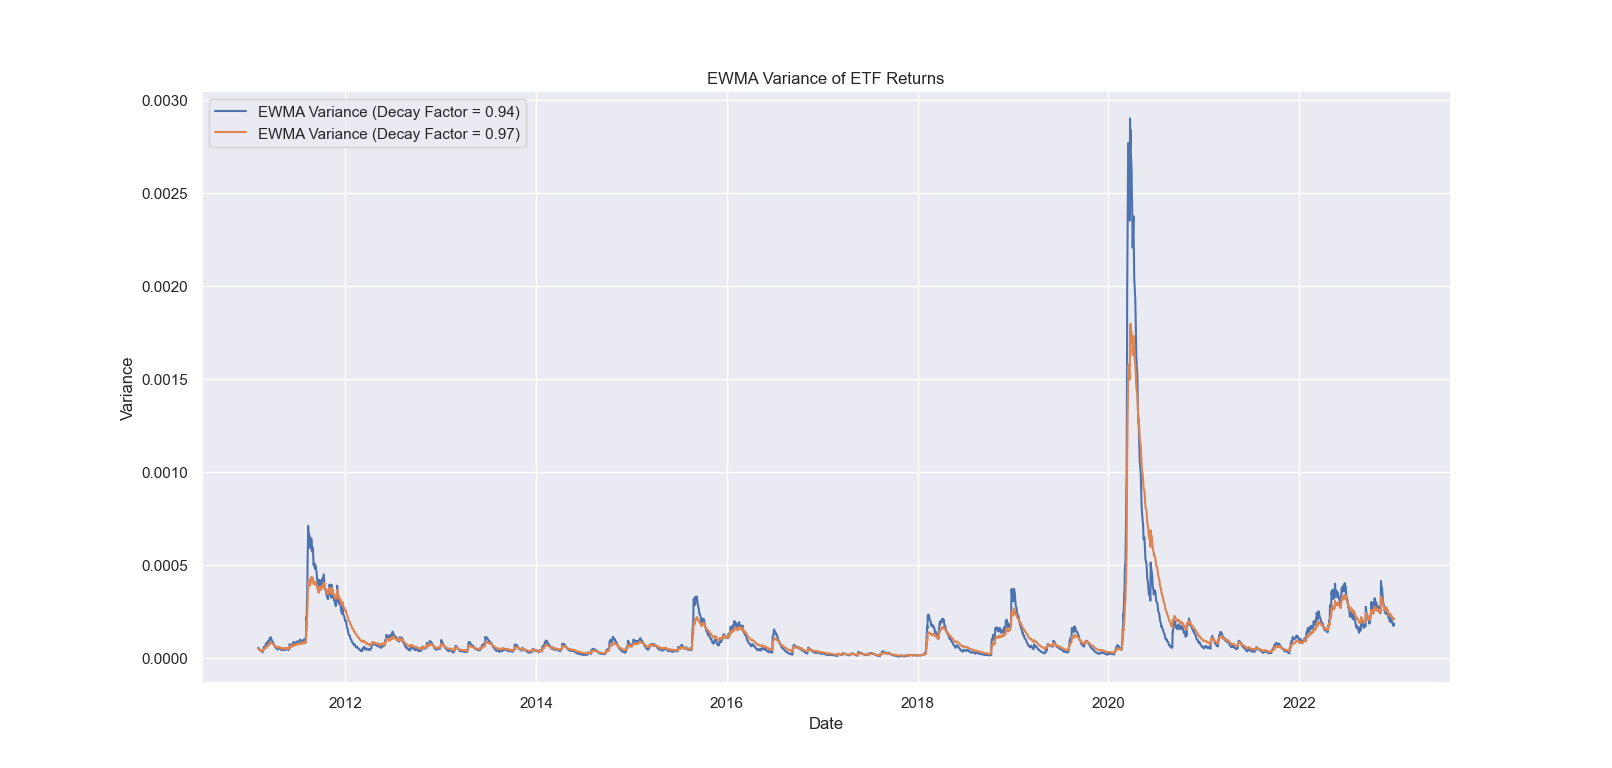 EWMA Variance of ETF Returns
EWMA Variance (Decay Factor = 0.94)
EWMA Variance (Decay Factor = 0.97)
0.0030
0.0025
0.0020
0.0015
0.0010
0.0005
0.0000
Variance
2012
2014
2016
2018
2020
2022
Date